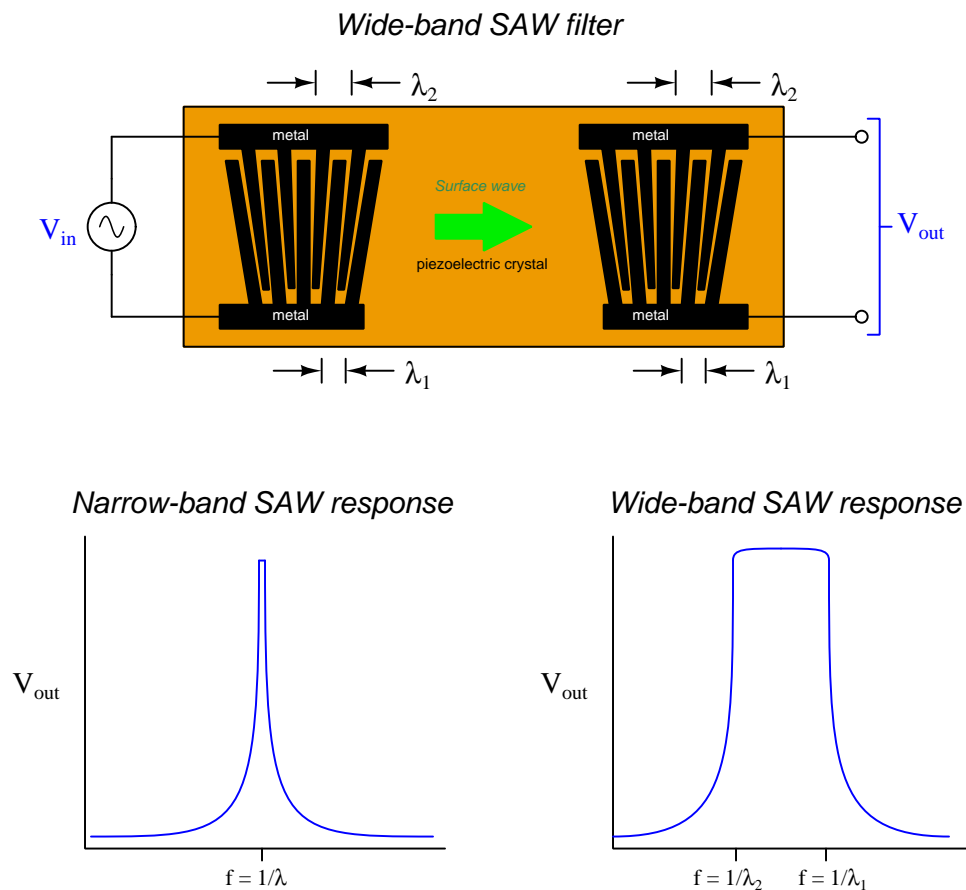 Wide-band SAW filter
λ2 λ2
metal metal
Surface wave
Vin Vout
piezoelectric crystal
metal metal
λ1 λ1
Narrow-band SAW response Wide-band SAW response
Vout Vout
f = 1/λ f = 1/λ2 f = 1/λ1